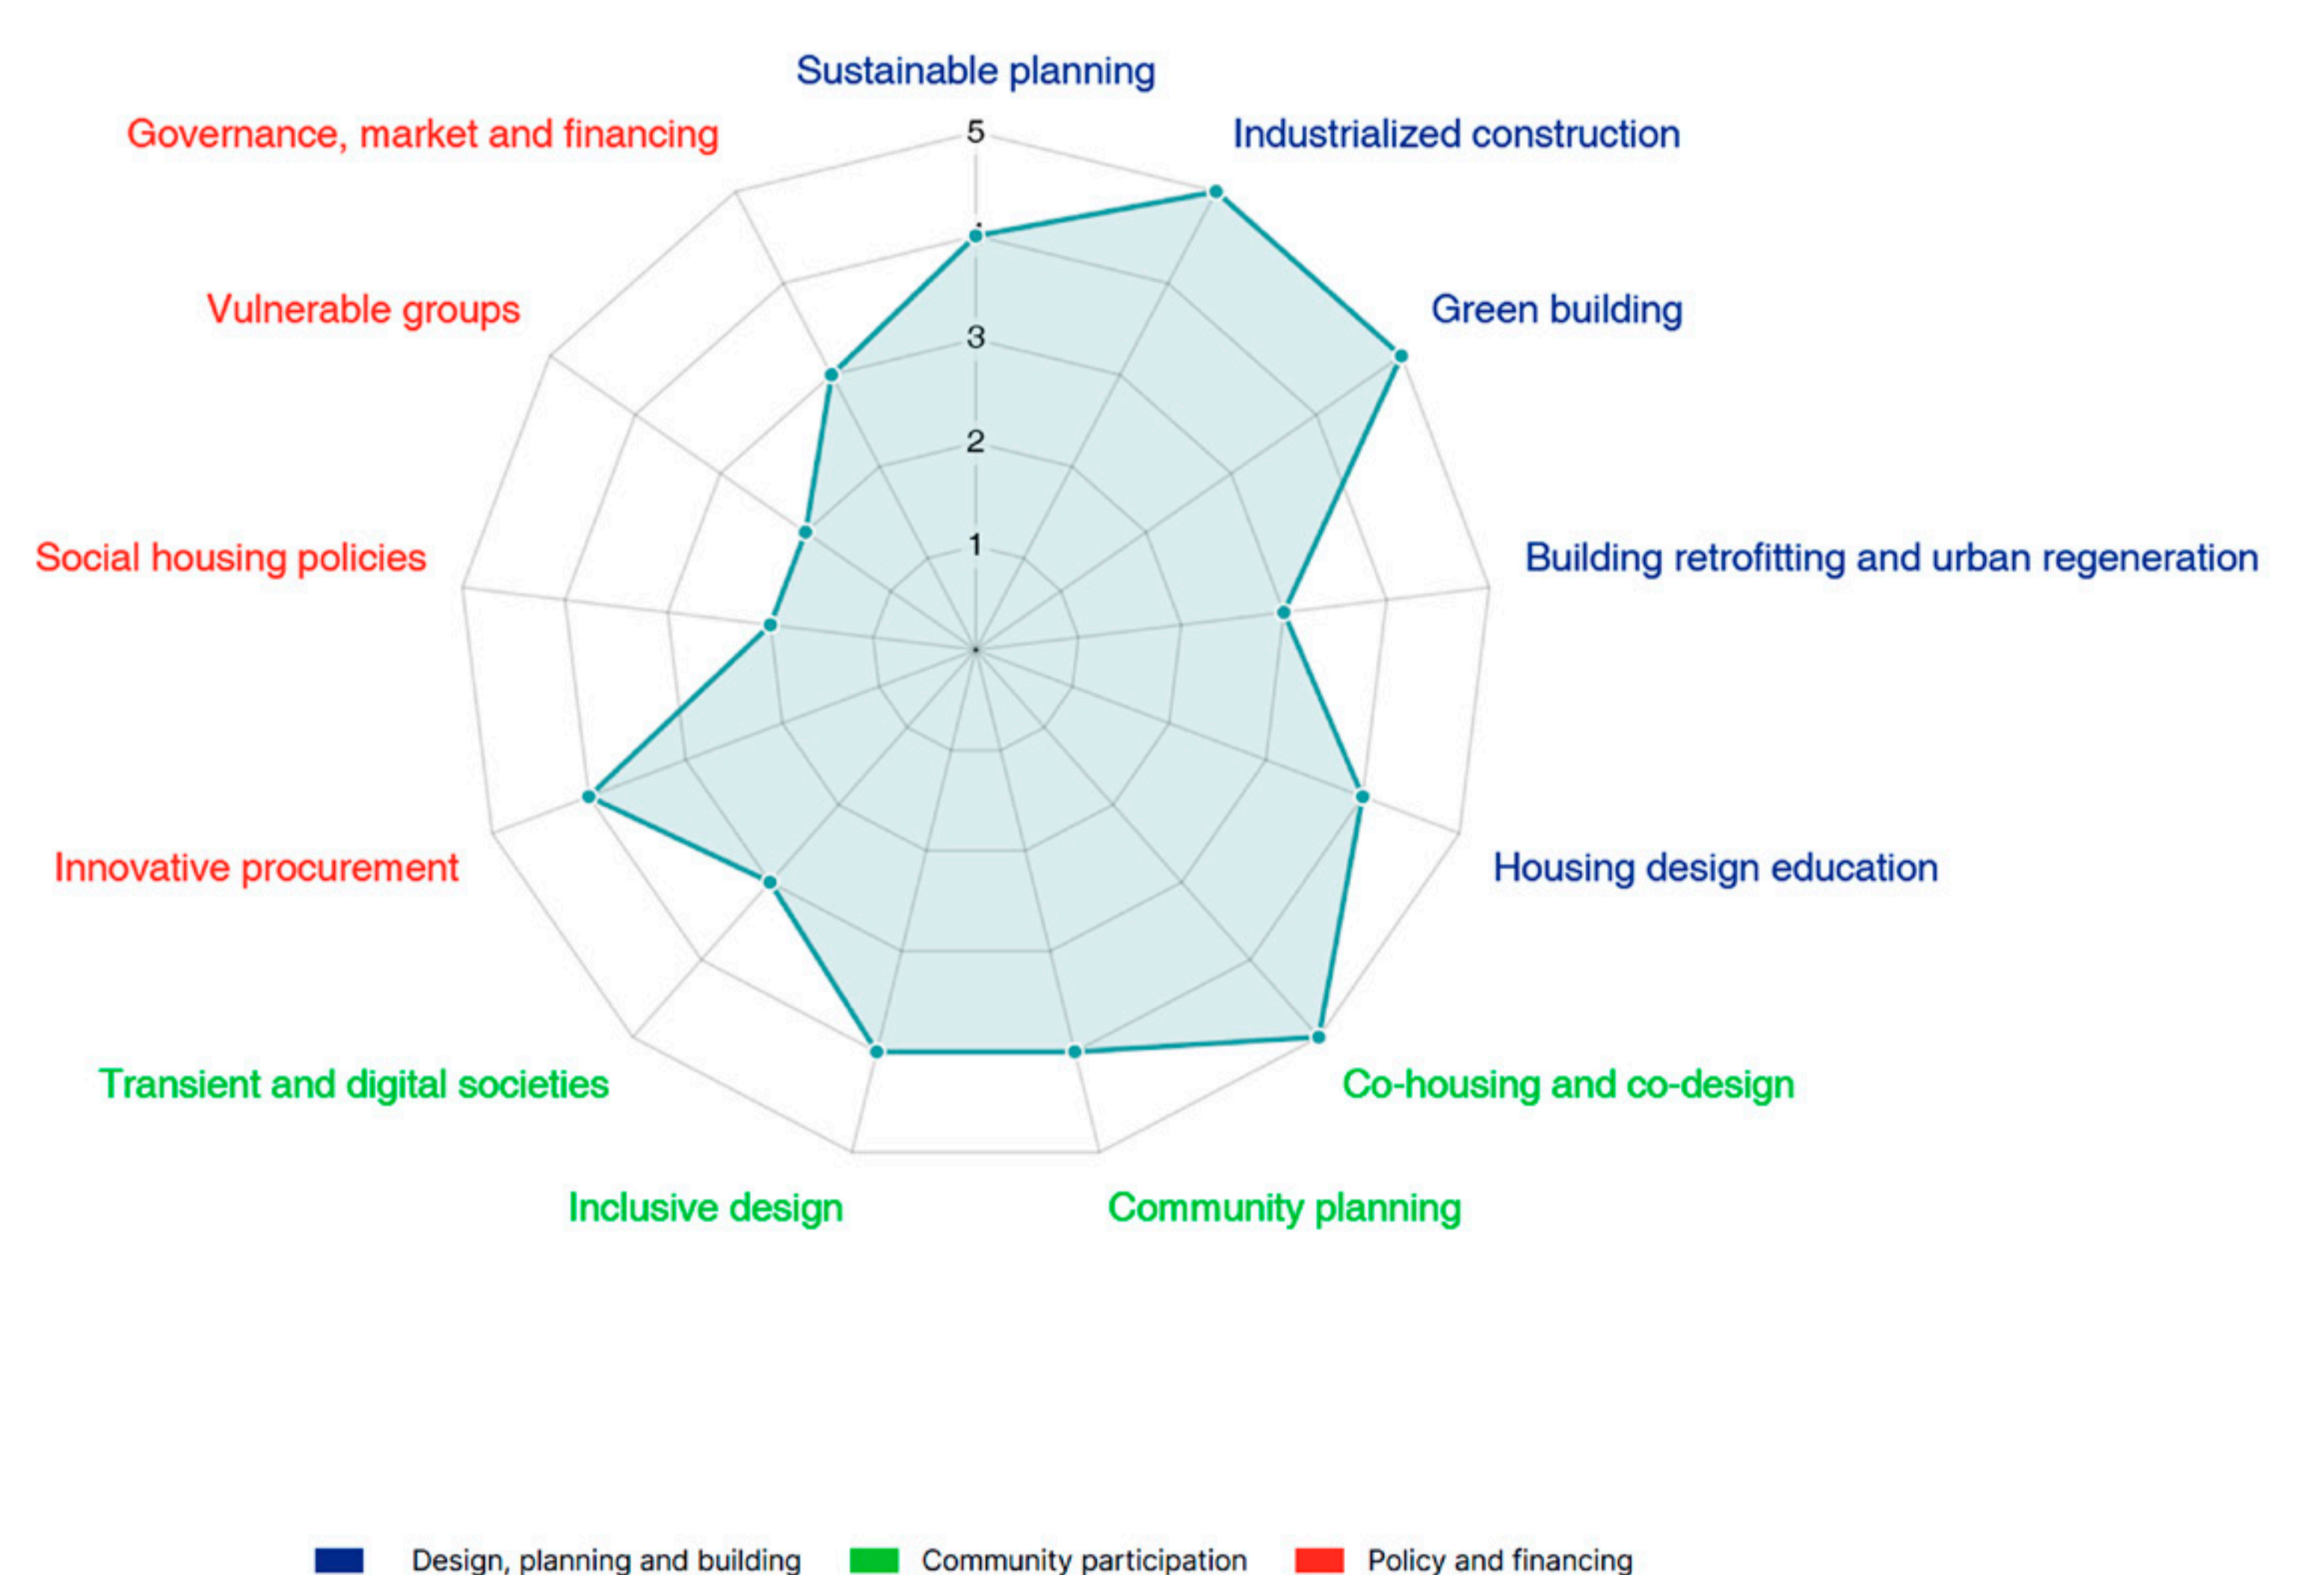 Sustainable planning
Governance, market and financing
5
Industrialized construction
Vulnerable groups
Green building
3
2
Social housing policies
1
Building retrofitting and urban regeneration
Innovative procurement
Housing design education
Transient and digital societies
Co-housing and co-design
Inclusive design
Community planning
Design, planning and building
Community participation
Policy and financing